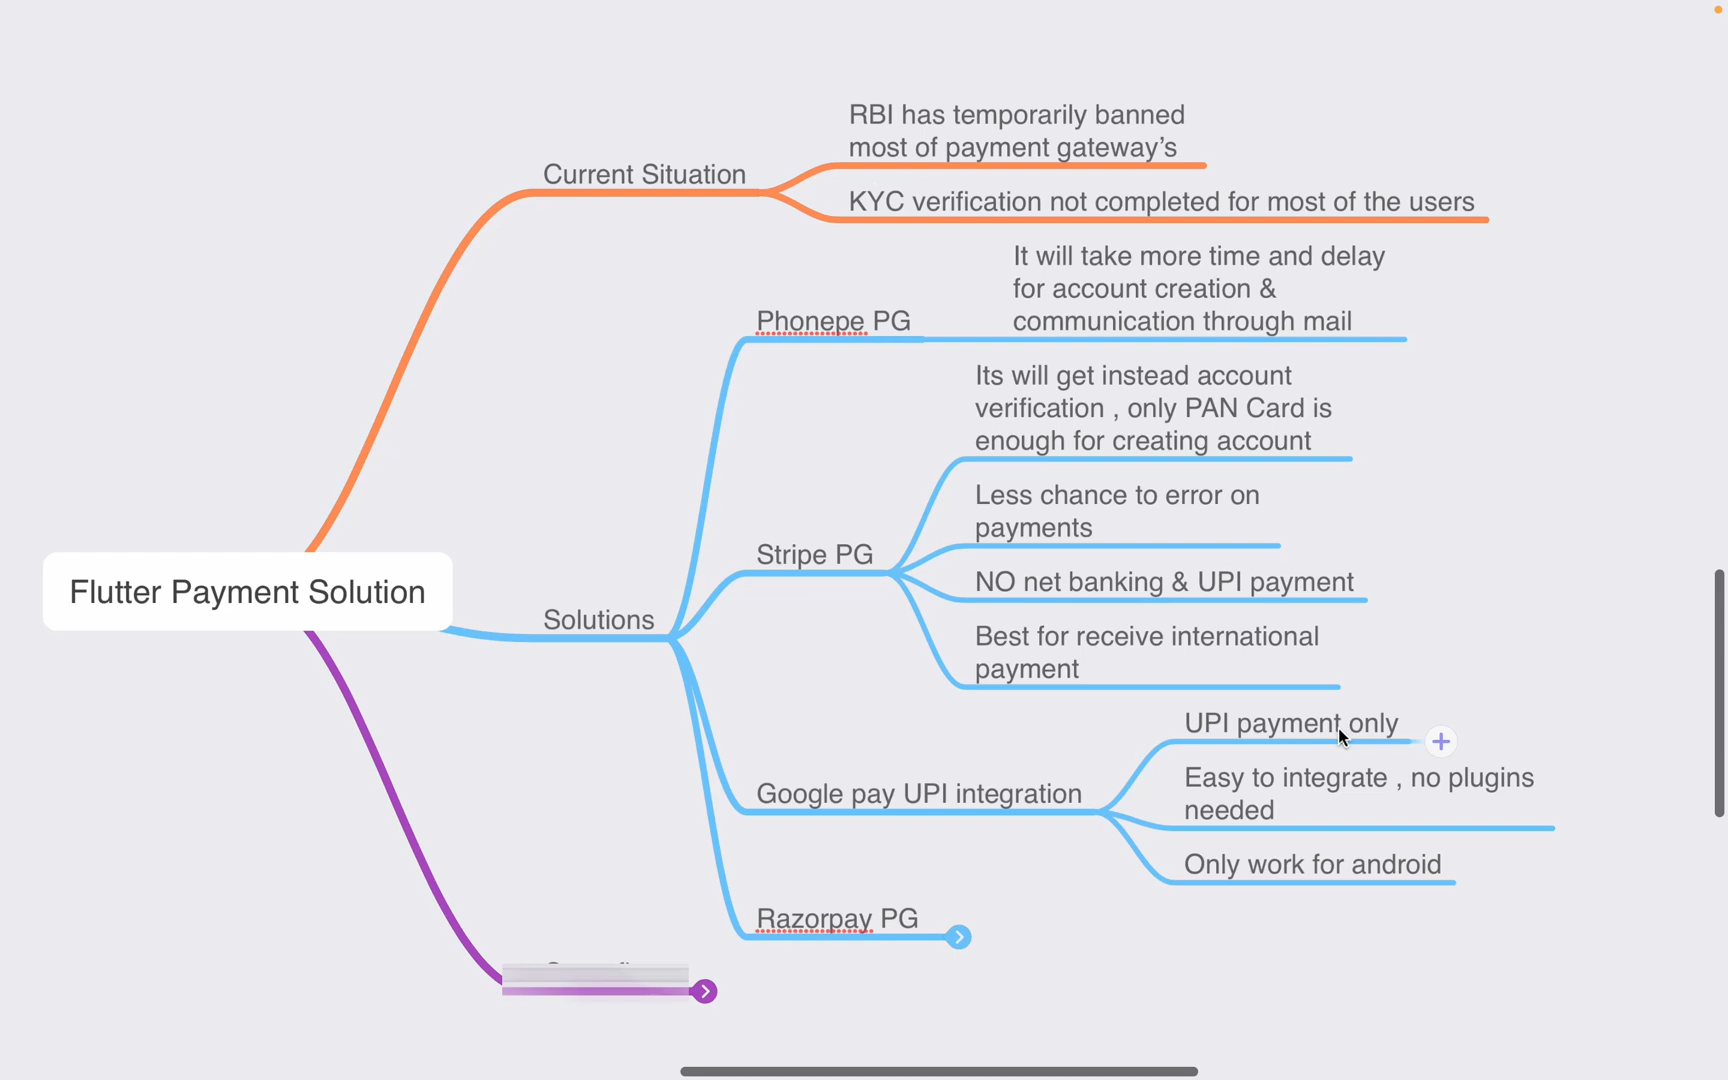 RBI has temporarily banned
most of payment gateway’s
Current Situation
KYC verification not completed for most of the users
It will take more time and delay
for account creation &
communication through mail
Phonepe PG
Its will get instead account
verification , only PAN Card is
enough for creating account
Less chance to error on
payments
Stripe PG
NO net banking & UPI payment
Best for receive international
payment
Flutter Payment Solution
Solutions
UPI payment only
Easy to integrate , no plugins
needed
Google pay UPI integration
Only work for android
Razorpay PG